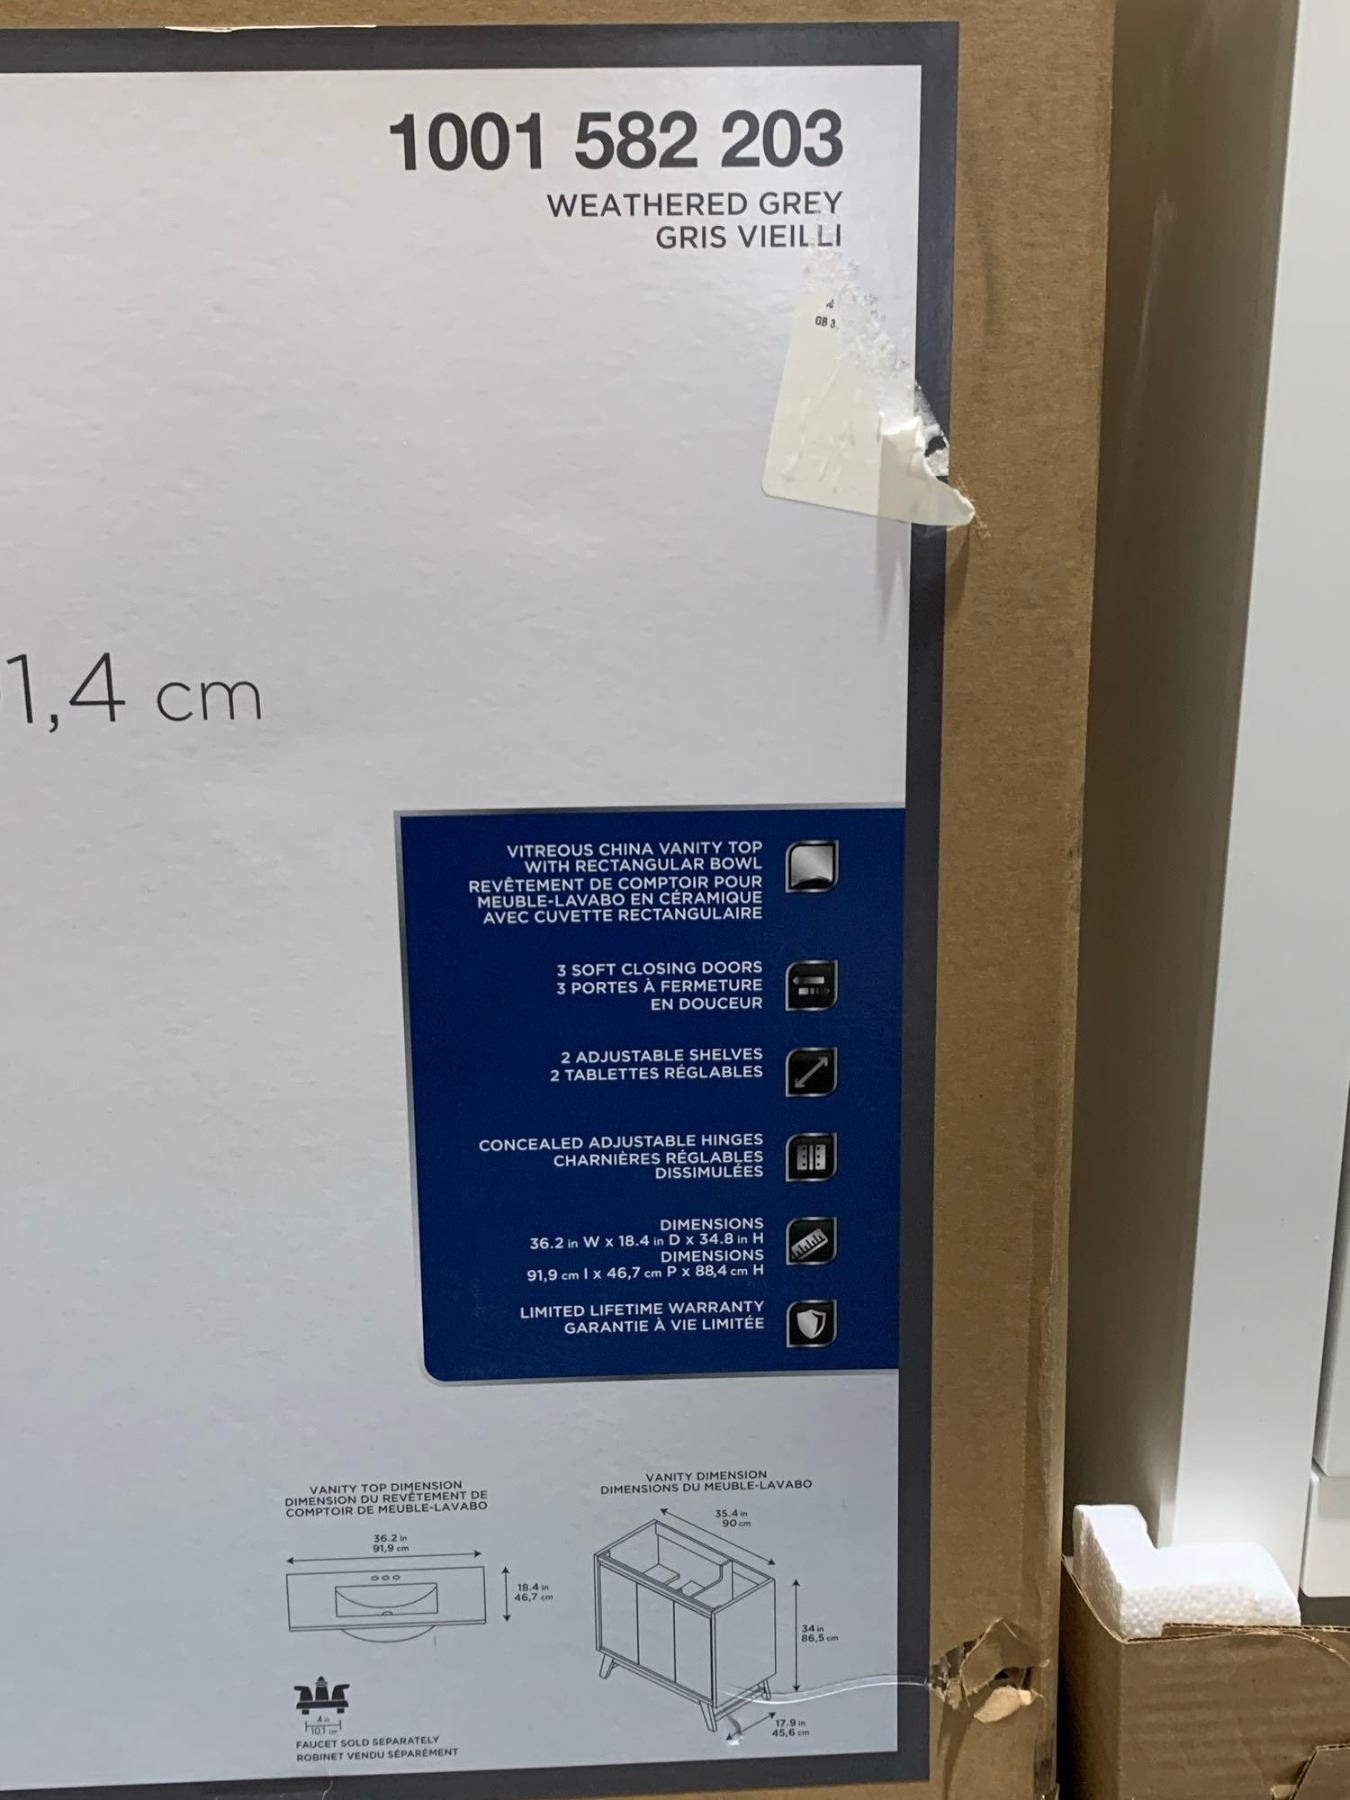 1001 582 203
WEATHERED GREY
GRIS VIEILLI
GB 3
1,4 cm
VITREOUS CHINA VANITY TOP
WITH RECTANGULAR BOWL
REVÊTEMENT DE COMPTOIR POUR
MEUBLE-LAVABO EN CÉRAMIQUE
AVEC CUVETTE RECTANGULAIRE
3 SOFT CLOSING DOORS
3 PORTES À FERMETURE
EN DOUCEUR
2 ADJUSTABLE SHELVES
2 TABLETTES RÉGLABLES
CONCEALED ADJUSTABLE HINGES
CHARNIÈRES RÉGLABLES
DISSIMULÉES
DIMENSIONS
36.2 in W x 18.4 in D x 34.8 in H
DIMENSIONS
91,9 cm l x 46,7 cm P x 88,4 cm H
LIMITED LIFETIME WARRANTY
GARANTIE À VIE LIMITÉE
VANITY TOP DIMENSION
DIMENSION DU REVÊTEMENT DE
COMPTOIR DE MEUBLE-LAVABO
36.2 in
91,9 cm
18.4 in
46,7 cm
4 in
10,1 cm
FAUCET SOLD SEPARATELY
ROBINET VENDU SÉPARÉMENT
VANITY DIMENSION
DIMENSIONS DU MEUBLE-LAVABO
35.4 in
90 cm
34 in
86,5 cm
17.9 in
45,6 cm